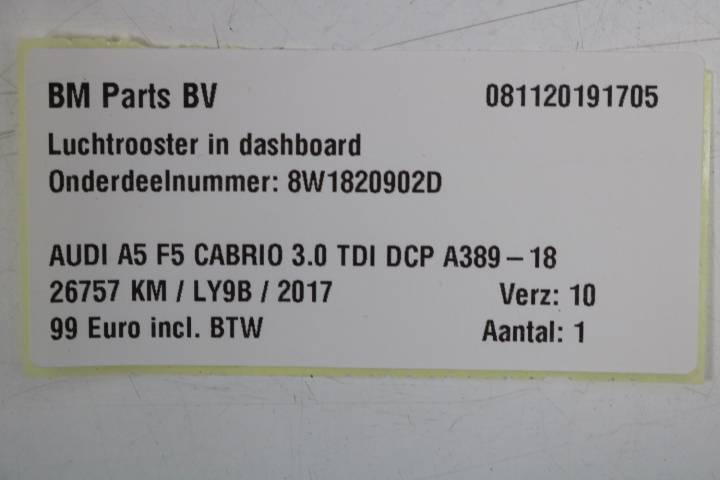 BM Parts BV 081120191705
Luchtrooster in dashboard
Onderdeelnummer: 8W1820902D
AUDI A5 F5 CABRIO 3.0 TDI DCP A389 – 18
26757 KM / LY9B / 2017 Verz: 10
99 Euro incl. BTW Aantal: 1